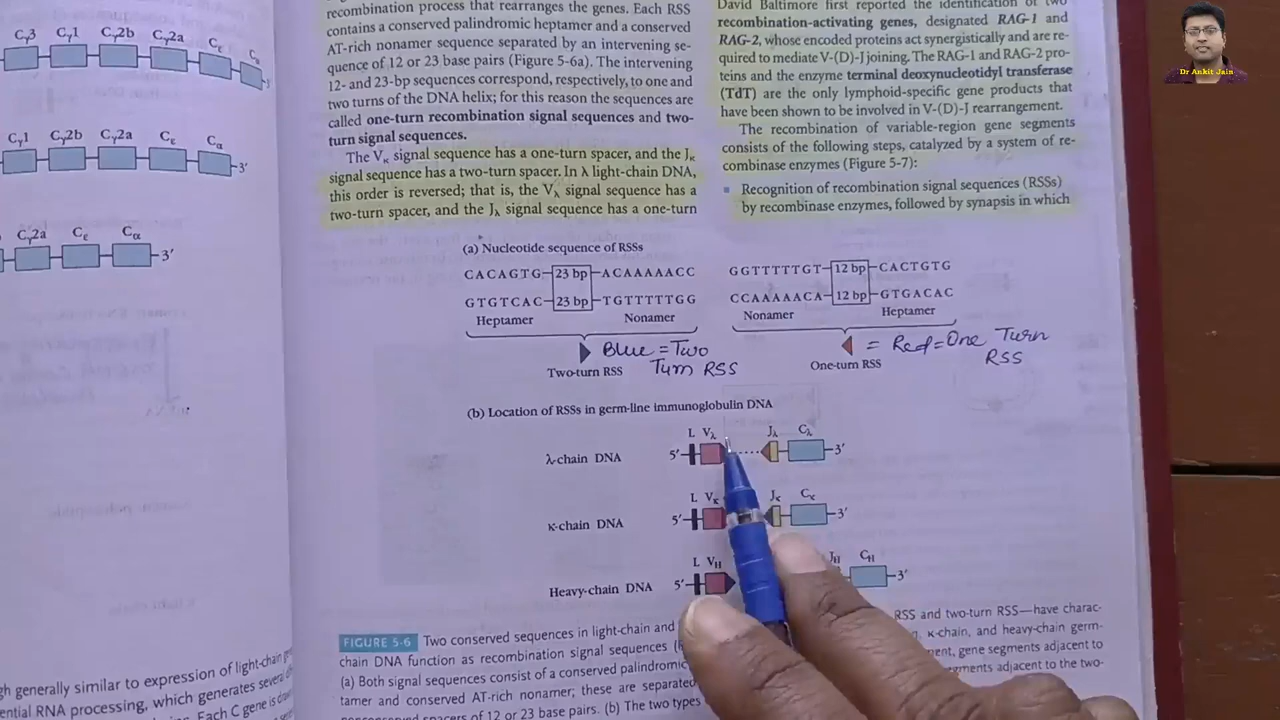 Cγ3 Cγ1 Cγ2b Cγ2a Cε
3'
Cγ1 Cγ2b Cγ2a Cε Cα
3'
Cγ2a Cε Cα
3'
gh generally similar to expression of light-chain
ential RNA processing, which generates several
Each C gene is
recombination process that rearranges the genes. Each RSS
contains a conserved palindromic heptamer and a conserved
AT-rich nonamer sequence separated by an intervening se-
quence of 12 or 23 base pairs (Figure 5-6a). The intervening
12- and 23-bp sequences correspond, respectively, to one and
two turns of the DNA helix; for this reason the sequences are
called one-turn recombination signal sequences and two-
turn signal sequences.
The Vκ signal sequence has a one-turn spacer, and the Jκ
signal sequence has a two-turn spacer. In λ light-chain DNA,
this order is reversed; that is, the Vλ signal sequence has a
two-turn spacer, and the Jλ signal sequence has a one-turn
David Baltimore first reported the identification of two
recombination-activating genes, designated RAG-1 and
RAG-2, whose encoded proteins act synergistically and are re-
quired to mediate V-(D)-J joining. The RAG-1 and RAG-2 pro-
teins and the enzyme terminal deoxynucleotidyl transferase
(TdT) are the only lymphoid-specific gene products that
have been shown to be involved in V-(D)-J rearrangement.
The recombination of variable-region gene segments
consists of the following steps, catalyzed by a system of re-
combinase enzymes (Figure 5-7):
▪ Recognition of recombination signal sequences (RSSs)
by recombinase enzymes, followed by synapsis in which
Dr Ankit Jain
(a) Nucleotide sequence of RSSs
CACAGTG 23 bp ACAAAAACC
GTGTCAC 23 bp TGTTTTTGG
Heptamer Nonamer
Blue = Two
Two-turn RSS Turn RSS
GGTTTTTGT 12 bp CACTGTG
CCAAAAACA 12 bp GTGACAC
Nonamer Heptamer
= Red = One Turn
One-turn RSS RSS
(b) Location of RSSs in germ-line immunoglobulin DNA
L Vλ Jλ Cλ
λ-chain DNA 5' 3'
L Vκ Jκ Cκ
κ-chain DNA 5' 3'
L VH JH CH
Heavy-chain DNA 5' 3'
FIGURE 5-6 Two conserved sequences in light-chain and RSS and two-turn RSS—have charac-
chain DNA function as recombination signal sequences κ-chain, and heavy-chain germ-
(a) Both signal sequences consist of a conserved palindromic gene segments adjacent to
tamer and conserved AT-rich nonamer; these are separated adjacent to the two-
spacers of 12 or 23 base pairs. (b) The two types